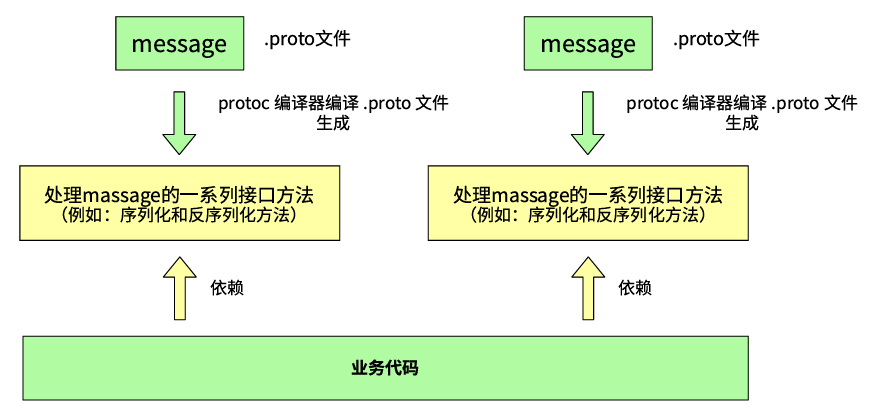 message
.proto文件
protoc 编译器编译 .proto 文件
生成
处理massage的一系列接口方法
（例如：序列化和反序列化方法）
依赖
message
.proto文件
protoc 编译器编译 .proto 文件
生成
处理massage的一系列接口方法
（例如：序列化和反序列化方法）
依赖
业务代码